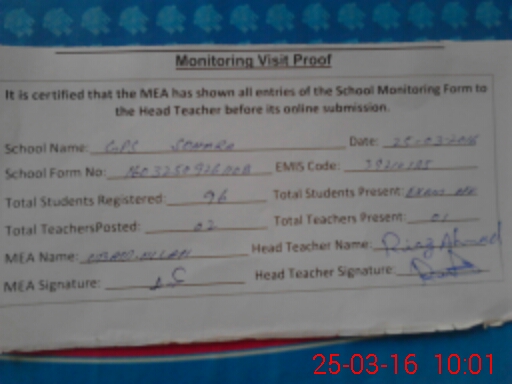 Monitoring Visit Proof
It is certified that the MEA has shown all entries of the School Monitoring Form to
the Head Teacher before its online submission.
School Name: GPS Date: 25-03-2016
School Form No: EMIS Code:
Total Students Registered: 96 Total Students Present:
Total TeachersPosted: 02 Total Teachers Present: 01
MEA Name: Head Teacher Name: Riaz Ahmed
MEA Signature: Head Teacher Signature:
25-03-16 10:01